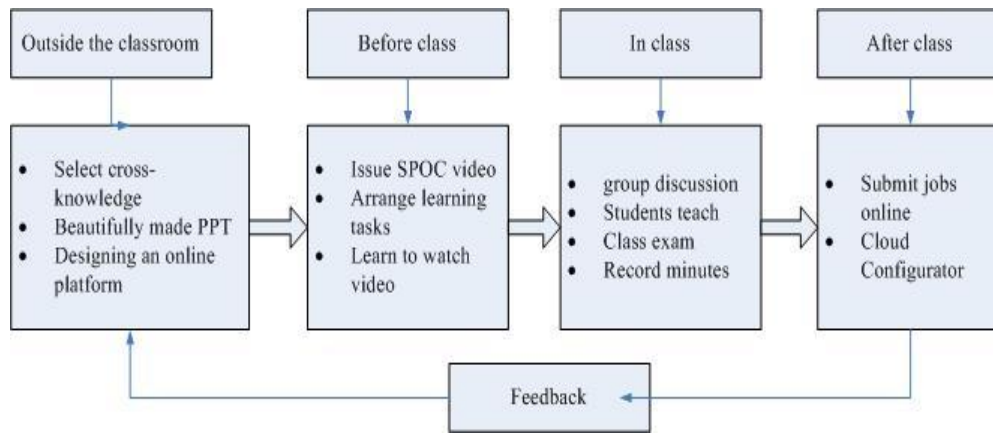 Outside the classroom
Before class
In class
After class
• Select cross-
knowledge
• Beautifully made PPT
• Designing an online
platform
• Issue SPOC video
• Arrange learning
tasks
• Learn to watch
video
• group discussion
• Students teach
• Class exam
• Record minutes
• Submit jobs
online
• Cloud
Configurator
Feedback